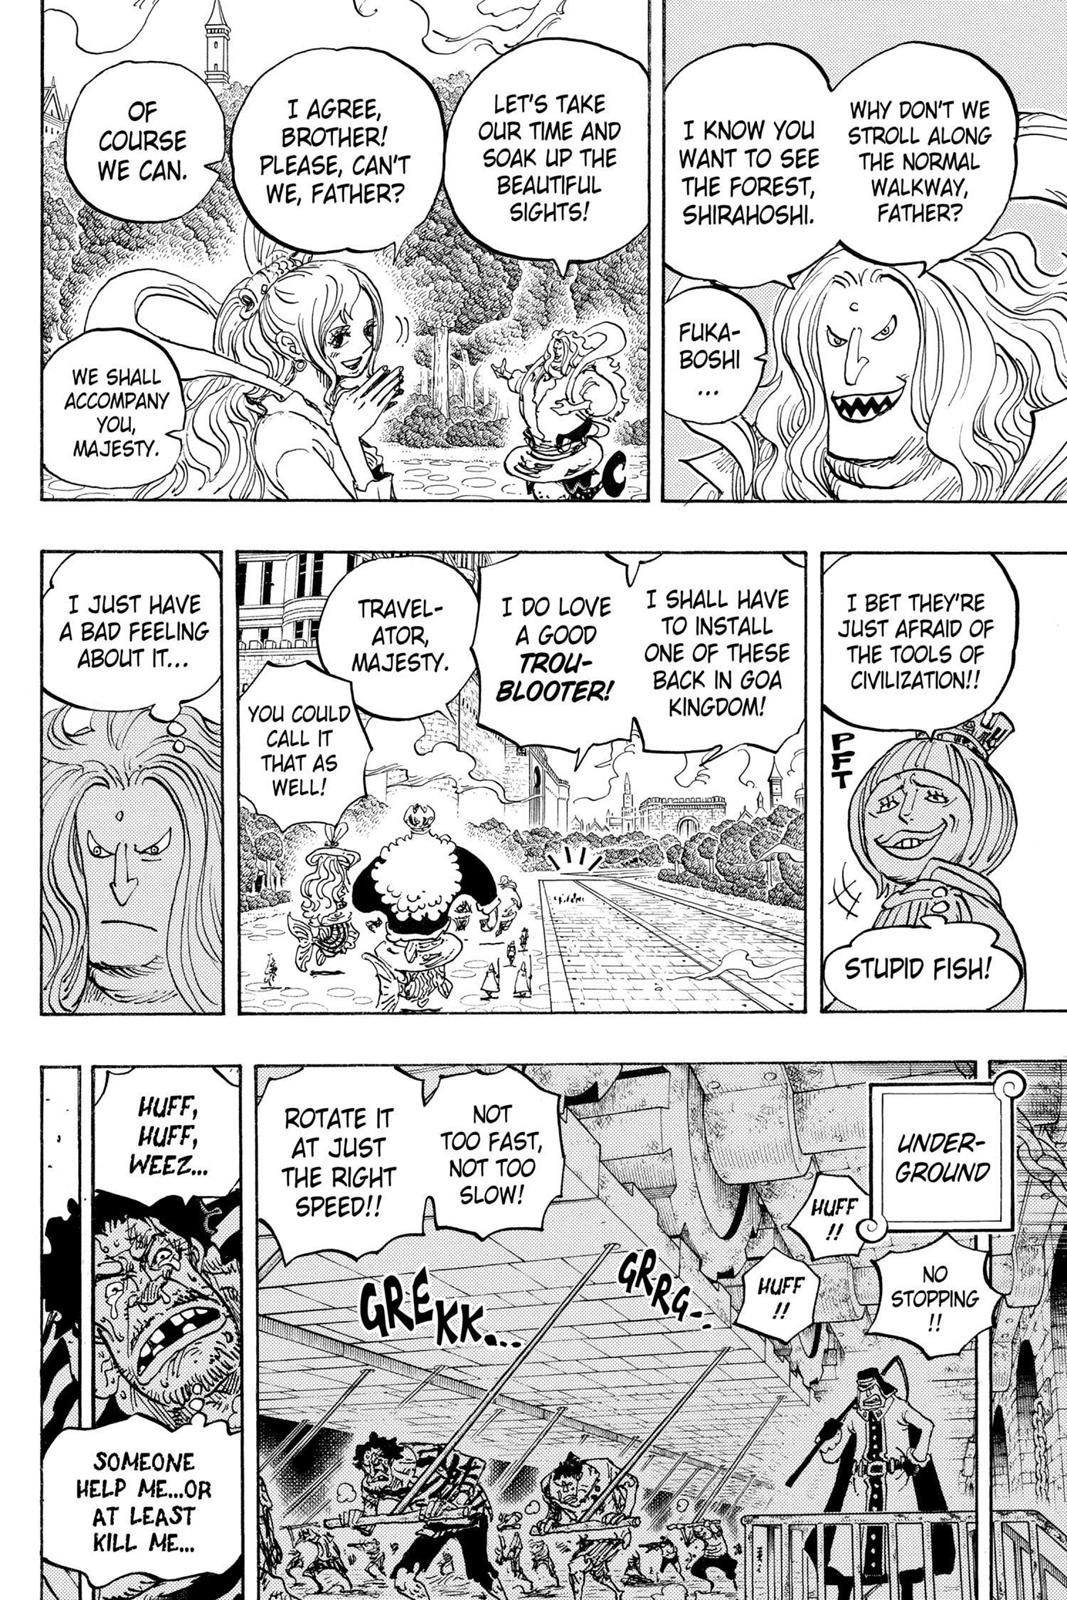 WHY DON'T WE
STROLL ALONG
THE NORMAL
WALKWAY,
FATHER?
I KNOW YOU
WANT TO SEE
THE FOREST,
SHIRAHOSHI.
FUKA-
BOSHI
...
LET'S TAKE
OUR TIME AND
SOAK UP THE
BEAUTIFUL
SIGHTS!
I AGREE,
BROTHER!
PLEASE, CAN'T
WE, FATHER?
OF
COURSE
WE CAN.
WE SHALL
ACCOMPANY
YOU,
MAJESTY.
I BET THEY'RE
JUST AFRAID OF
THE TOOLS OF
CIVILIZATION!!
PFT
STUPID FISH!
I SHALL HAVE
TO INSTALL
ONE OF THESE
BACK IN GOA
KINGDOM!
I DO LOVE
A GOOD
TROU-
BLOOTER!
TRAVEL-
ATOR,
MAJESTY.
YOU COULD
CALL IT
THAT AS
WELL!
I JUST HAVE
A BAD FEELING
ABOUT IT...
UNDER-
GROUND
HUFF
!!
NO
STOPPING
!!
HUFF
!!
GRRG..
NOT
TOO FAST,
NOT TOO
SLOW!
ROTATE IT
AT JUST
THE RIGHT
SPEED!!
GREKK...
HUFF,
HUFF,
WEEZ...
SOMEONE
HELP ME...OR
AT LEAST
KILL ME...